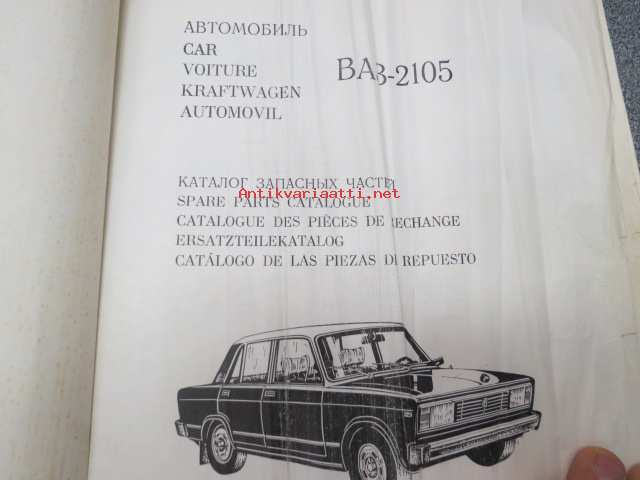 АВТОМОБИЛЬ
CAR
VOITURE
KRAFTWAGEN
AUTOMOVIL
ВАЗ-2105
КАТАЛОГ ЗАПАСНЫХ ЧАСТЕЙ
Antikvariaatti.net
SPARE PARTS CATALOGUE
CATALOGUE DES PIÈCES DE RECHANGE
ERSATZTEILEKATALOG
CATÁLOGO DE LAS PIEZAS DE REPUESTO